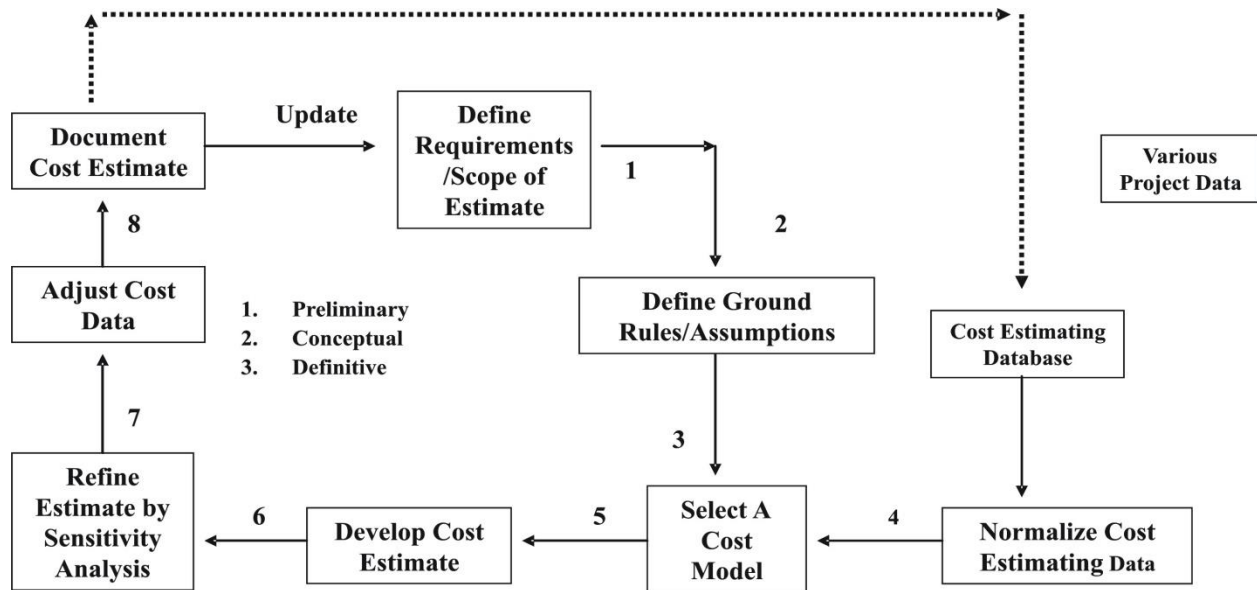 Document
Cost Estimate
Update
Define
Requirements
/Scope of
Estimate
1
Various
Project Data
2
8
Adjust Cost
Data
1. Preliminary
2. Conceptual
3. Definitive
Define Ground
Rules/Assumptions
Cost Estimating
Database
7
3
Refine
Estimate by
Sensitivity
Analysis
6
Develop Cost
Estimate
5
Select A
Cost
Model
4
Normalize Cost
Estimating Data